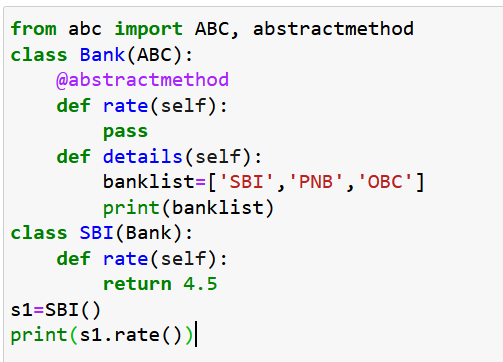 from abc import ABC, abstractmethod
class Bank(ABC):
    @abstractmethod
    def rate(self):
        pass
    def details(self):
        banklist=['SBI','PNB','OBC']
        print(banklist)
class SBI(Bank):
    def rate(self):
        return 4.5
s1=SBI()
print(s1.rate())